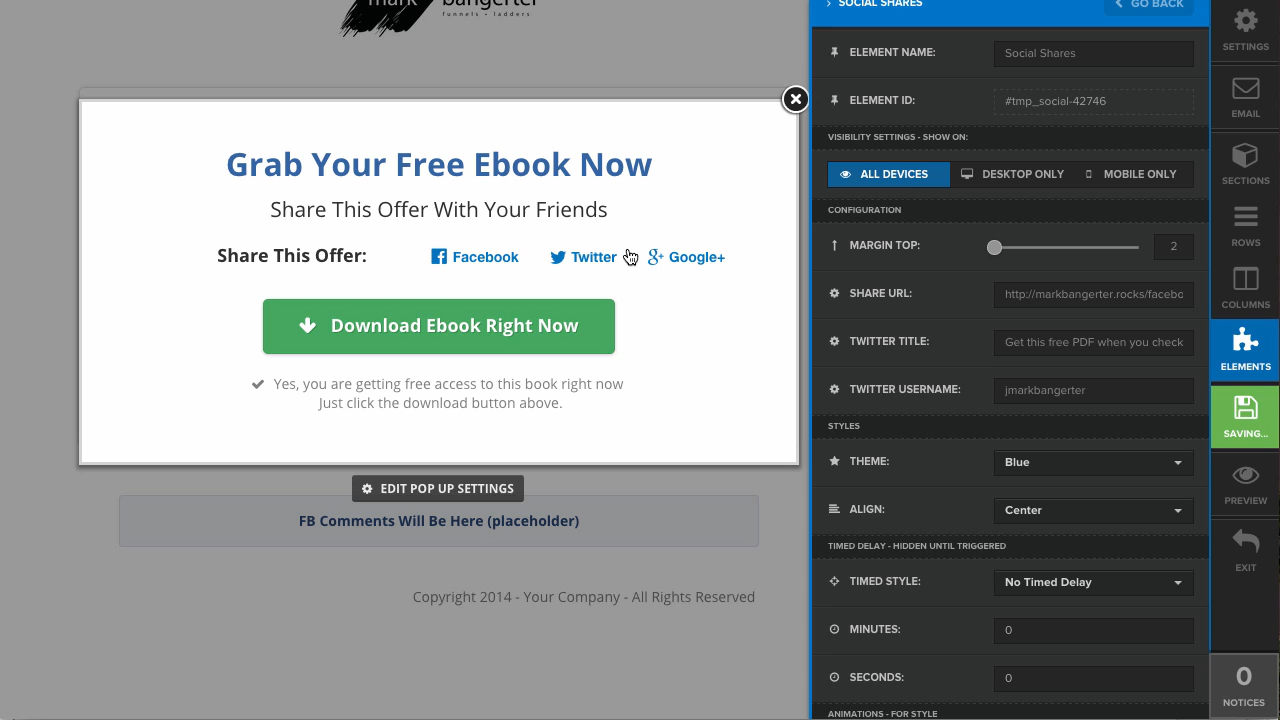 mark bangerter
funnels • ladders
Grab Your Free Ebook Now
Share This Offer With Your Friends
Share This Offer:
Facebook
Twitter
Google+
Download Ebook Right Now
Yes, you are getting free access to this book right now
Just click the download button above.
EDIT POP UP SETTINGS
FB Comments Will Be Here (placeholder)
Copyright 2014 - Your Company - All Rights Reserved
SOCIAL SHARES
GO BACK
ELEMENT NAME:
Social Shares
ELEMENT ID:
#tmp_social-42746
VISIBILITY SETTINGS - SHOW ON:
ALL DEVICES
DESKTOP ONLY
MOBILE ONLY
CONFIGURATION
MARGIN TOP:
2
SHARE URL:
http://markbangerter.rocks/facebo
TWITTER TITLE:
Get this free PDF when you check
TWITTER USERNAME:
jmarkbangerter
STYLES
THEME:
Blue
ALIGN:
Center
TIMED DELAY - HIDDEN UNTIL TRIGGERED
TIMED STYLE:
No Timed Delay
MINUTES:
0
SECONDS:
0
ANIMATIONS - FOR STYLE
SETTINGS
EMAIL
SECTIONS
ROWS
COLUMNS
ELEMENTS
SAVING...
PREVIEW
EXIT
0
NOTICES